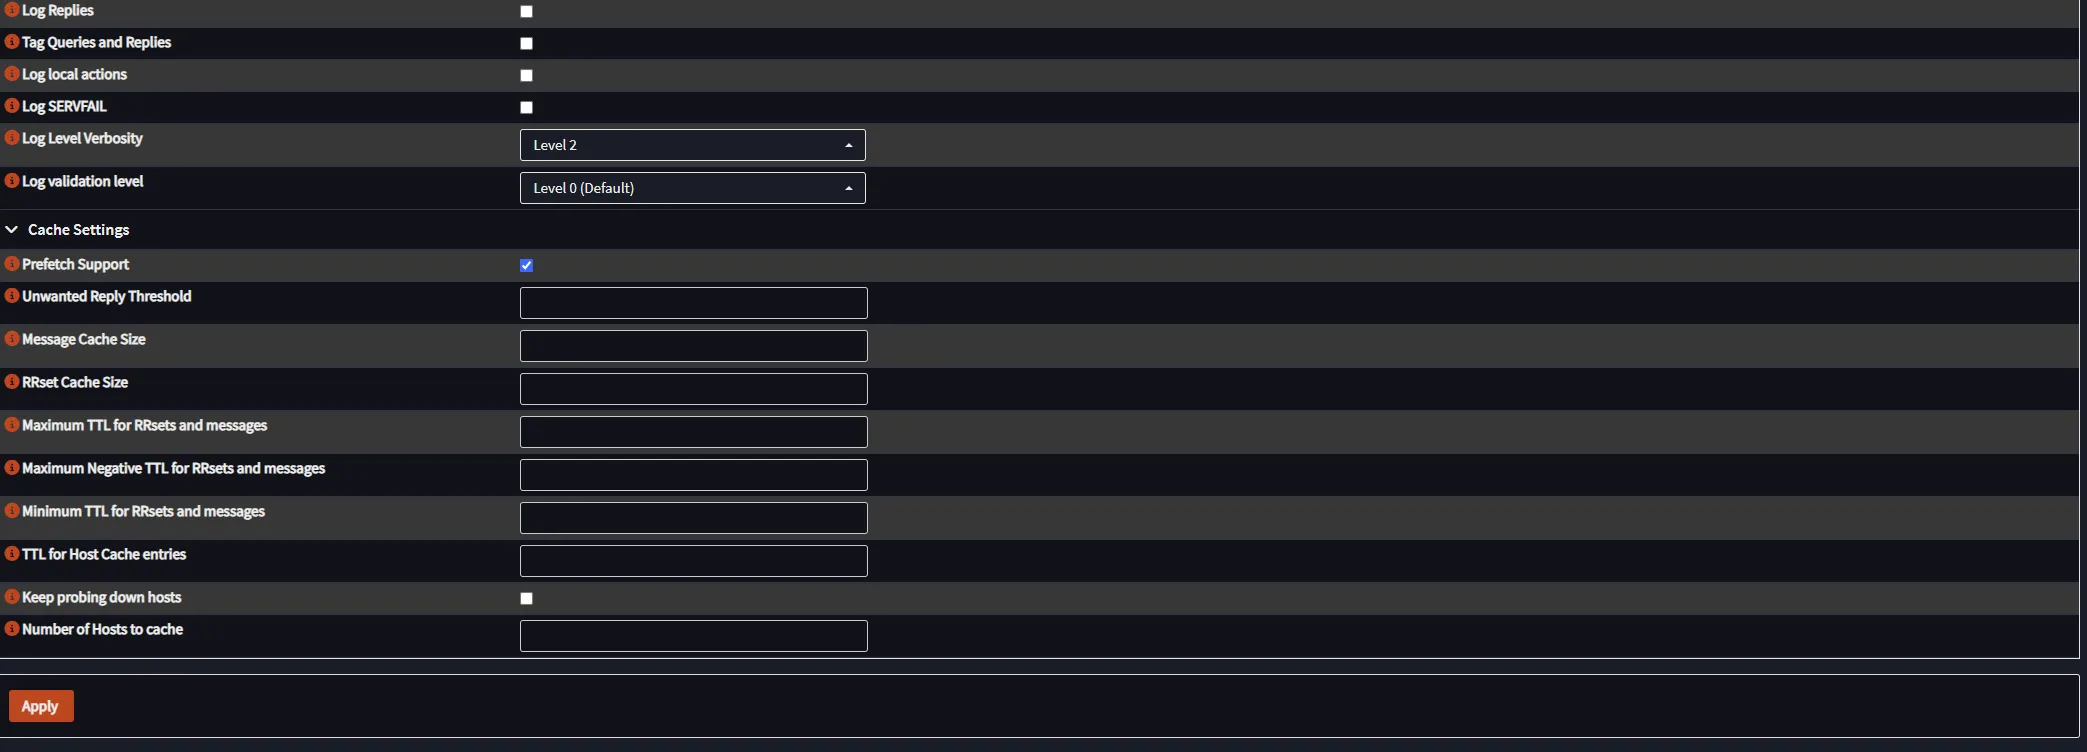 Log Replies
Tag Queries and Replies
Log local actions
Log SERVFAIL
Log Level Verbosity
Level 2
Log validation level
Level 0 (Default)
Cache Settings
Prefetch Support
Unwanted Reply Threshold
Message Cache Size
RRset Cache Size
Maximum TTL for RRsets and messages
Maximum Negative TTL for RRsets and messages
Minimum TTL for RRsets and messages
TTL for Host Cache entries
Keep probing down hosts
Number of Hosts to cache
Apply